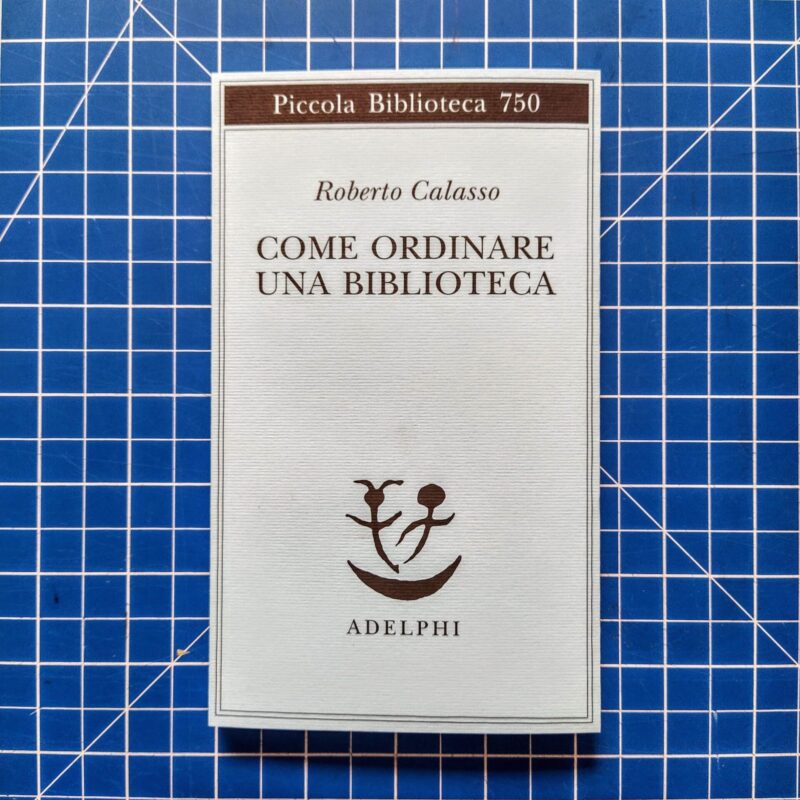 Piccola Biblioteca 750
Roberto Calasso
COME ORDINARE
UNA BIBLIOTECA
ADELPHI